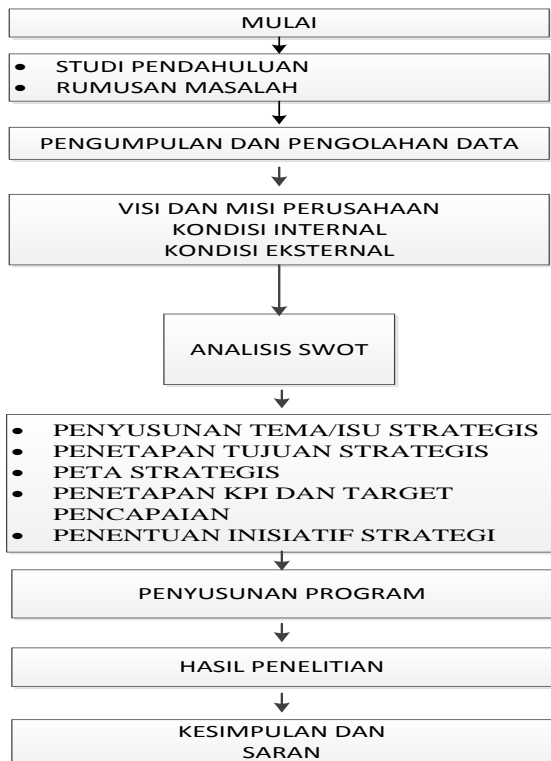 MULAI
• STUDI PENDAHULUAN
• RUMUSAN MASALAH
PENGUMPULAN DAN PENGOLAHAN DATA
VISI DAN MISI PERUSAHAAN
KONDISI INTERNAL
KONDISI EKSTERNAL
ANALISIS SWOT
• PENYUSUNAN TEMA/ISU STRATEGIS
• PENETAPAN TUJUAN STRATEGIS
• PETA STRATEGIS
• PENETAPAN KPI DAN TARGET
PENCAPAIAN
• PENENTUAN INISIATIF STRATEGI
PENYUSUNAN PROGRAM
HASIL PENELITIAN
KESIMPULAN DAN
SARAN